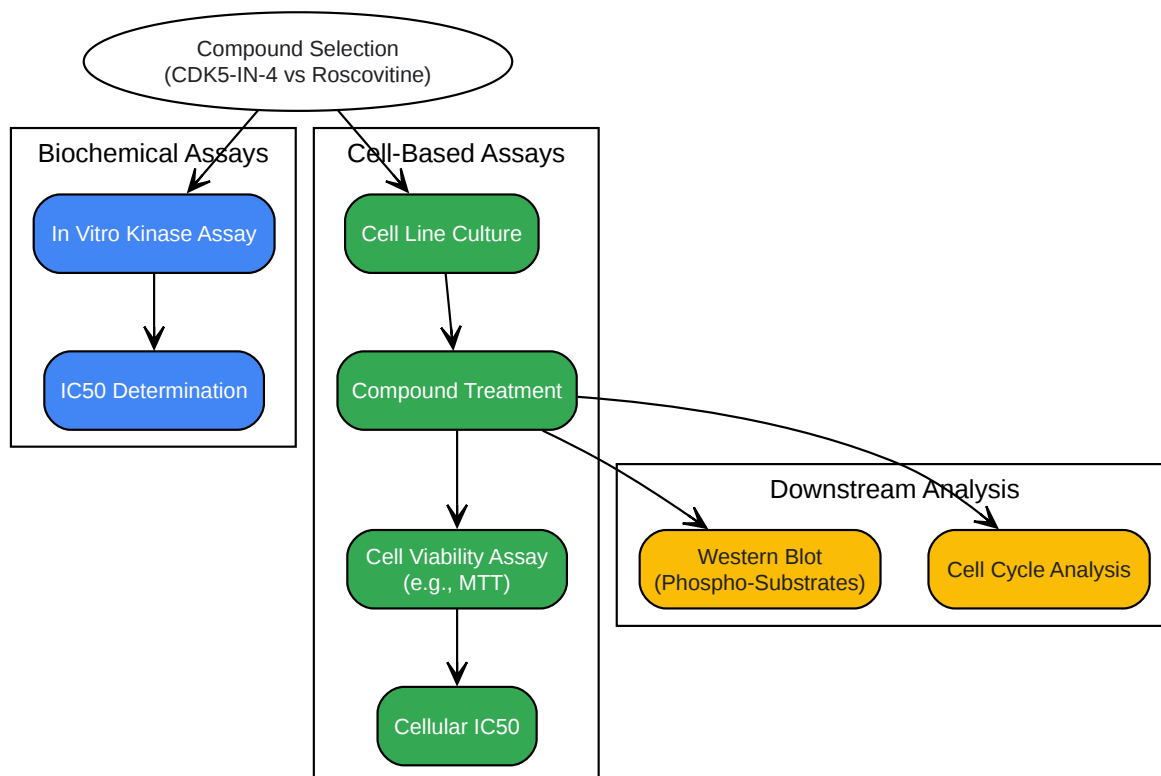 Compound Selection
(CDK5-IN-4 vs Roscovitine)
Biochemical Assays
In Vitro Kinase Assay
IC50 Determination
Cell-Based Assays
Cell Line Culture
Compound Treatment
Cell Viability Assay
(e.g., MTT)
Cellular IC50
Downstream Analysis
Western Blot
(Phospho-Substrates)
Cell Cycle Analysis